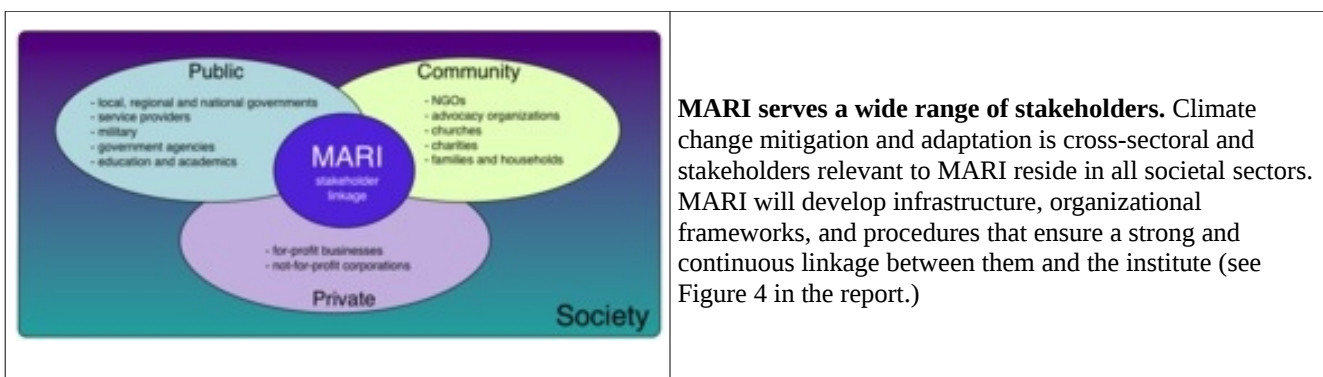 Public
- local, regional and national governments
- service providers
- military
- government agencies
- education and academics
Community
- NGOs
- advocacy organizations
- churches
- charities
- families and households
MARI
stakeholder
linkage
- for-profit businesses
- not-for-profit corporations
Private
Society
MARI serves a wide range of stakeholders. Climate
change mitigation and adaptation is cross-sectoral and
stakeholders relevant to MARI reside in all societal sectors.
MARI will develop infrastructure, organizational
frameworks, and procedures that ensure a strong and
continuous linkage between them and the institute (see
Figure 4 in the report.)